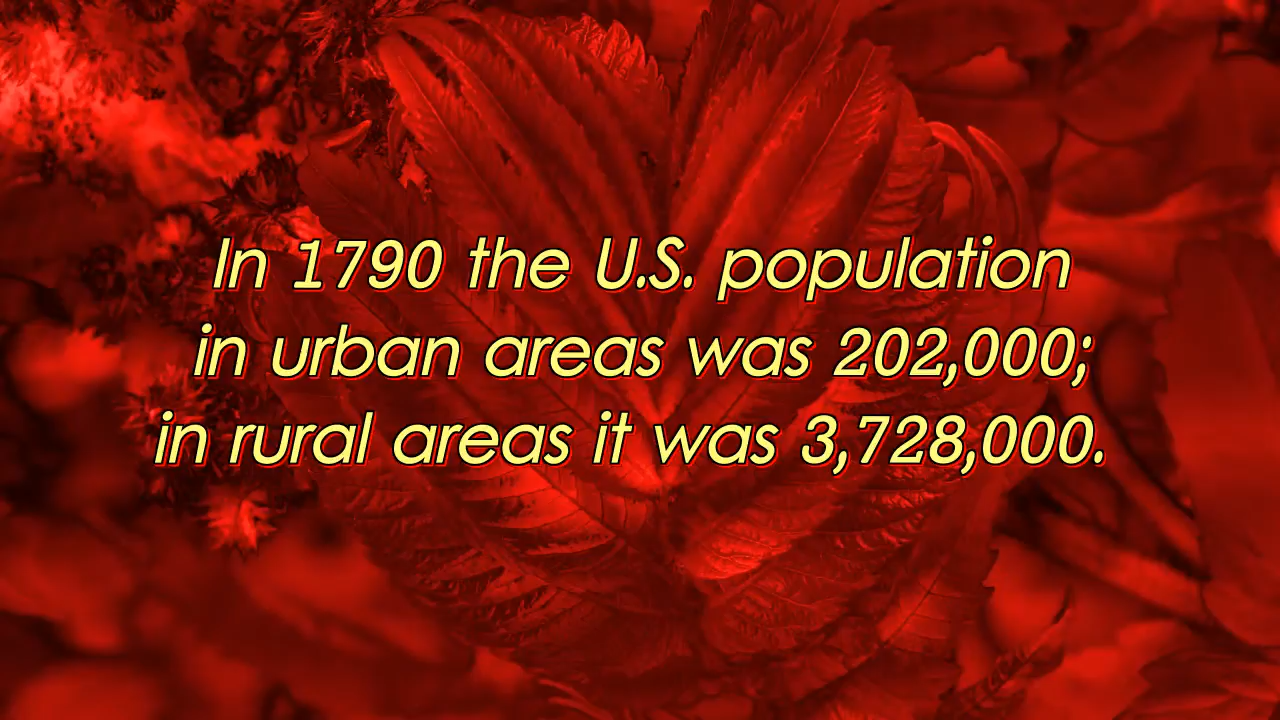 In 1790 the U.S. population
in urban areas was 202,000;
in rural areas it was 3,728,000.